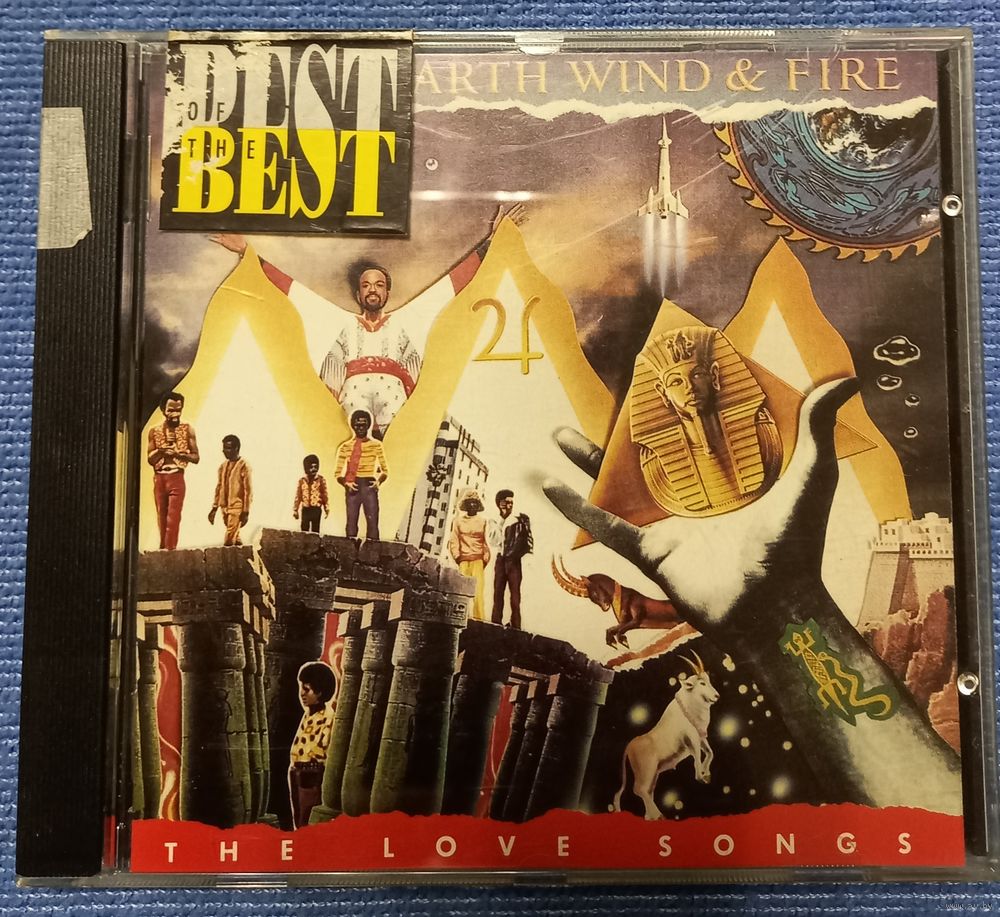 BEST
OF THE
BEST
ARTH WIND & FIRE
THE LOVE SONGS